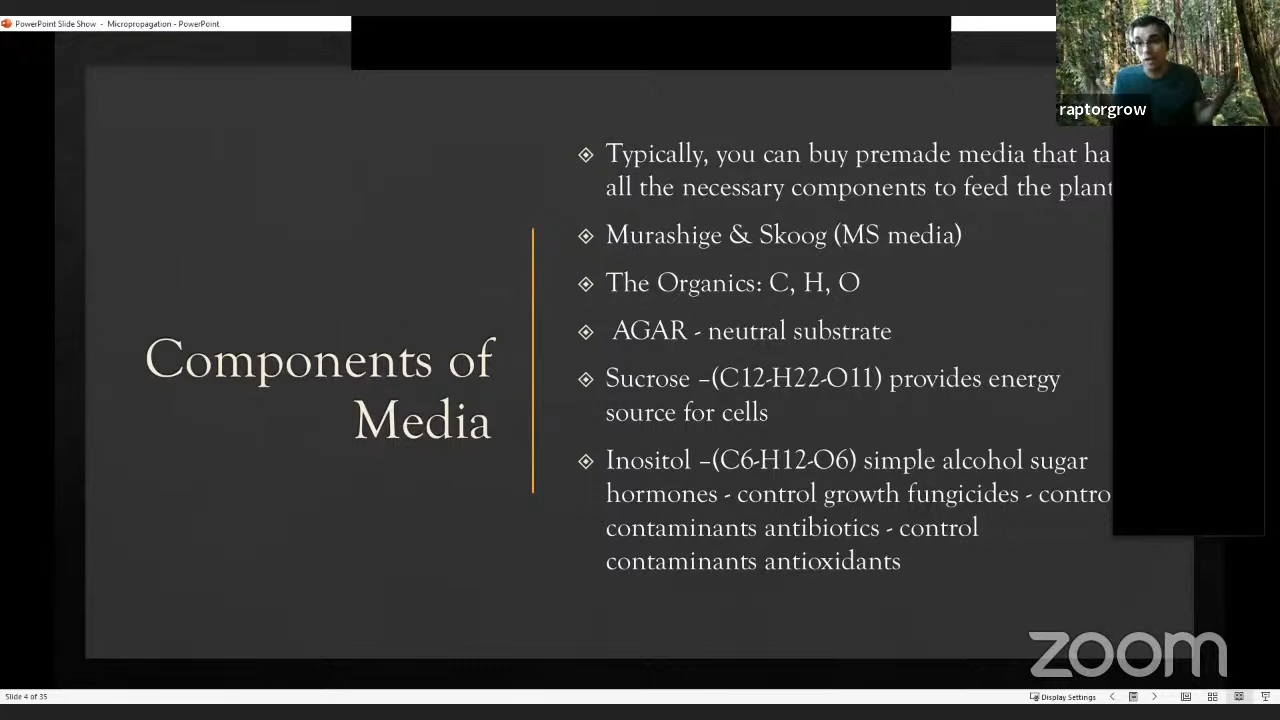 PowerPoint Slide Show - Micropropagation - PowerPoint
raptorgrow
Components of
Media
Typically, you can buy premade media that ha
all the necessary components to feed the plant
Murashige & Skoog (MS media)
The Organics: C, H, O
AGAR - neutral substrate
Sucrose –(C12-H22-O11) provides energy
source for cells
Inositol –(C6-H12-O6) simple alcohol sugar
hormones - control growth fungicides - contro
contaminants antibiotics - control
contaminants antioxidants
zoom
Slide 4 of 35
Display Settings